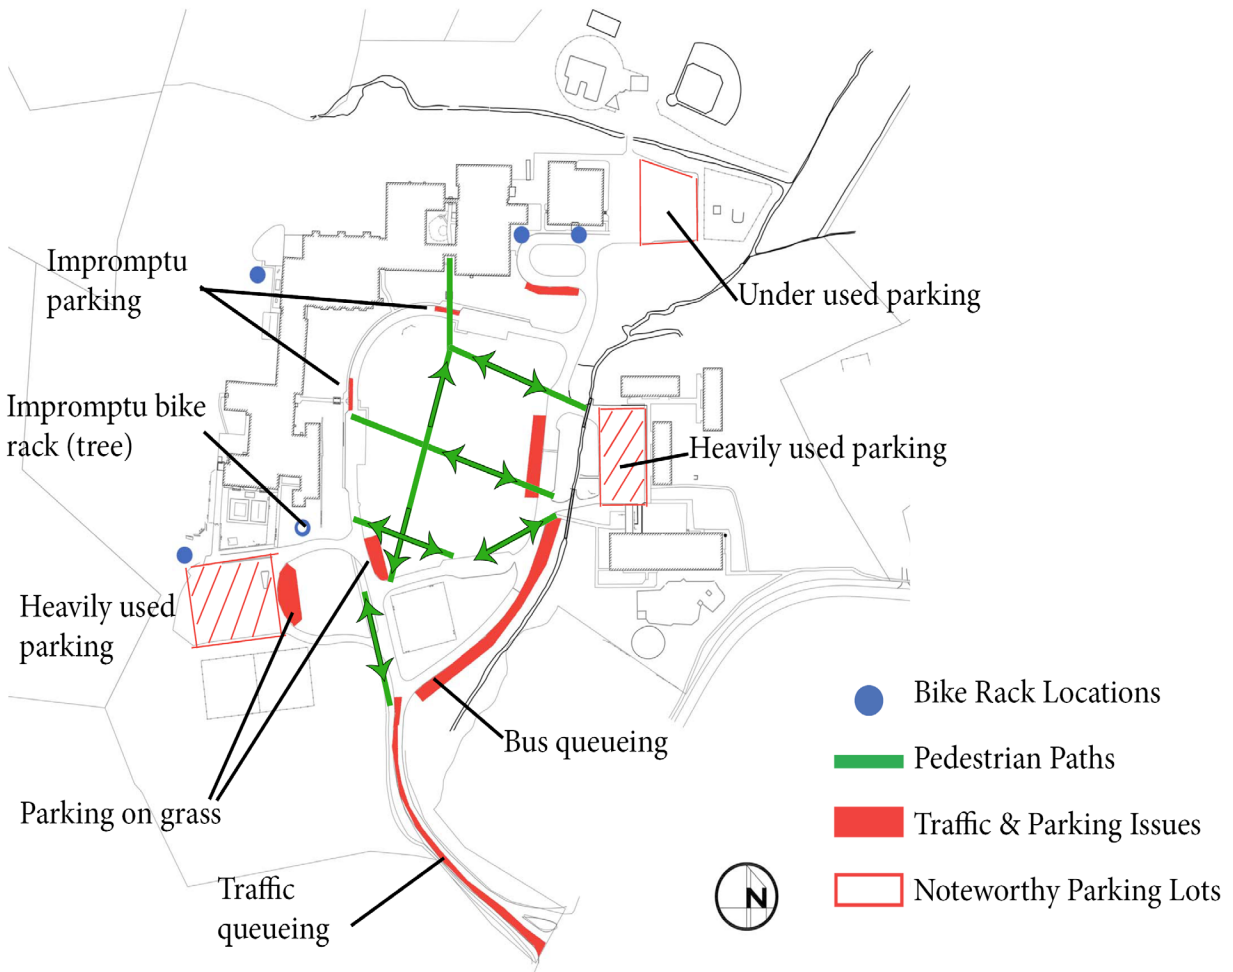 Impromptu
parking
Under used parking
Impromptu bike
rack (tree)
Heavily used parking
Heavily used
parking
Bus queueing
Parking on grass
Traffic
queueing
N
Bike Rack Locations
Pedestrian Paths
Traffic & Parking Issues
Noteworthy Parking Lots